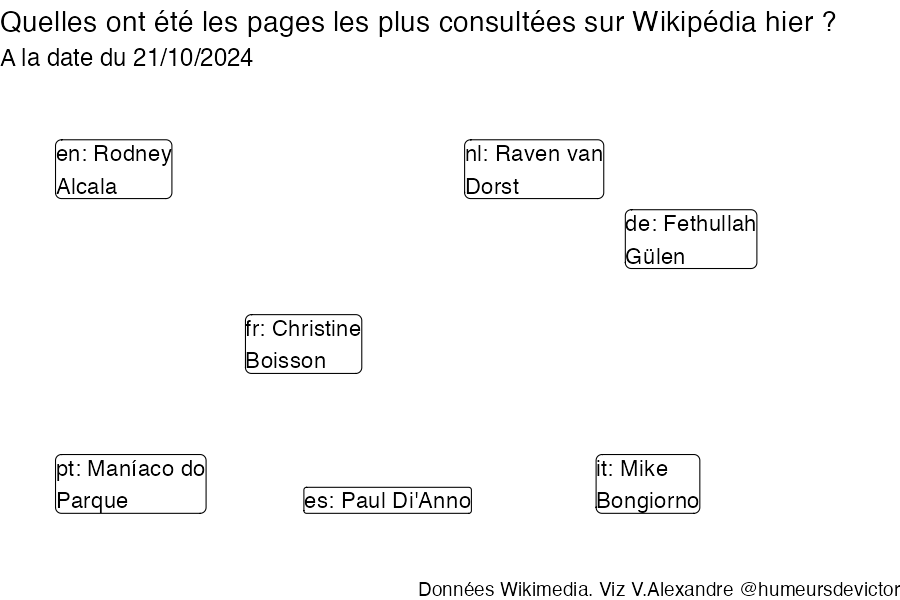 Quelles ont été les pages les plus consultées sur Wikipédia hier ?
A la date du 21/10/2024
en: Rodney
Alcala
nl: Raven van
Dorst
de: Fethullah
Gülen
fr: Christine
Boisson
pt: Maníaco do
Parque
es: Paul Di'Anno
it: Mike
Bongiorno
Données Wikimedia. Viz V.Alexandre @humeursdevictor